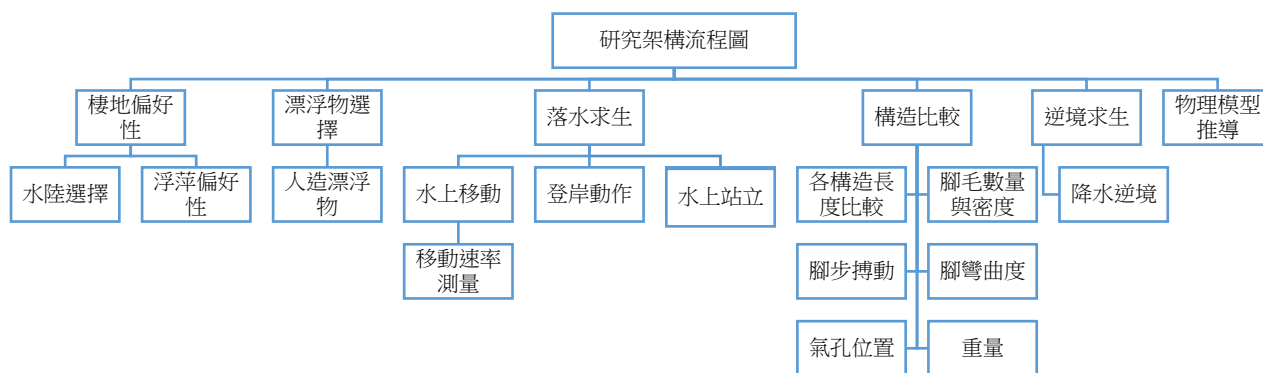 研究架構流程圖
棲地偏好
性
漂浮物選
擇
落水求生
構造比較
逆境求生
物理模型
推導
水陸選擇
浮萍偏好
性
人造漂浮
物
水上移動
登岸動作
水上站立
各構造長
度比較
腳毛數量
與密度
降水逆境
移動速率
測量
腳步搏動
腳彎曲度
氣孔位置
重量